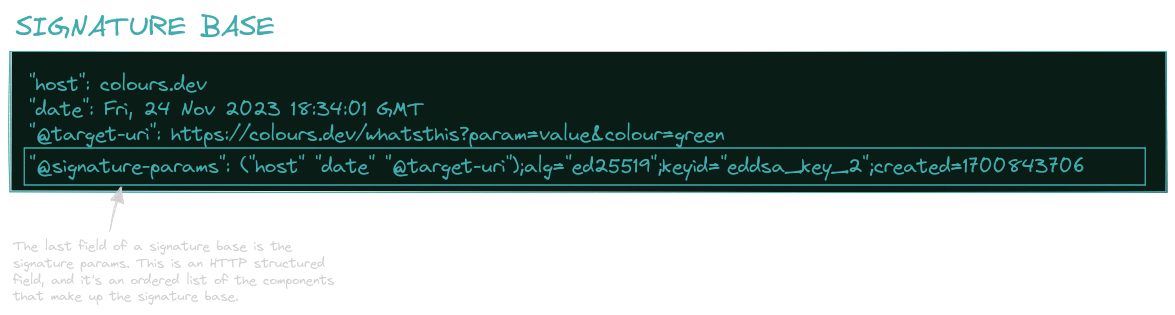 SIGNATURE BASE
"host": colours.dev
"date": Fri, 24 Nov 2023 18:34:01 GMT
"@target-uri": https://colours.dev/whatsthis?param=value&colour=green
"@signature-params": ("host" "date" "@target-uri");alg="ed25519";keyid="eddsa_key_2";created=1700843706
The last field of a signature base is the
signature params. This is an HTTP structured
field, and it's an ordered list of the components
that make up the signature base.